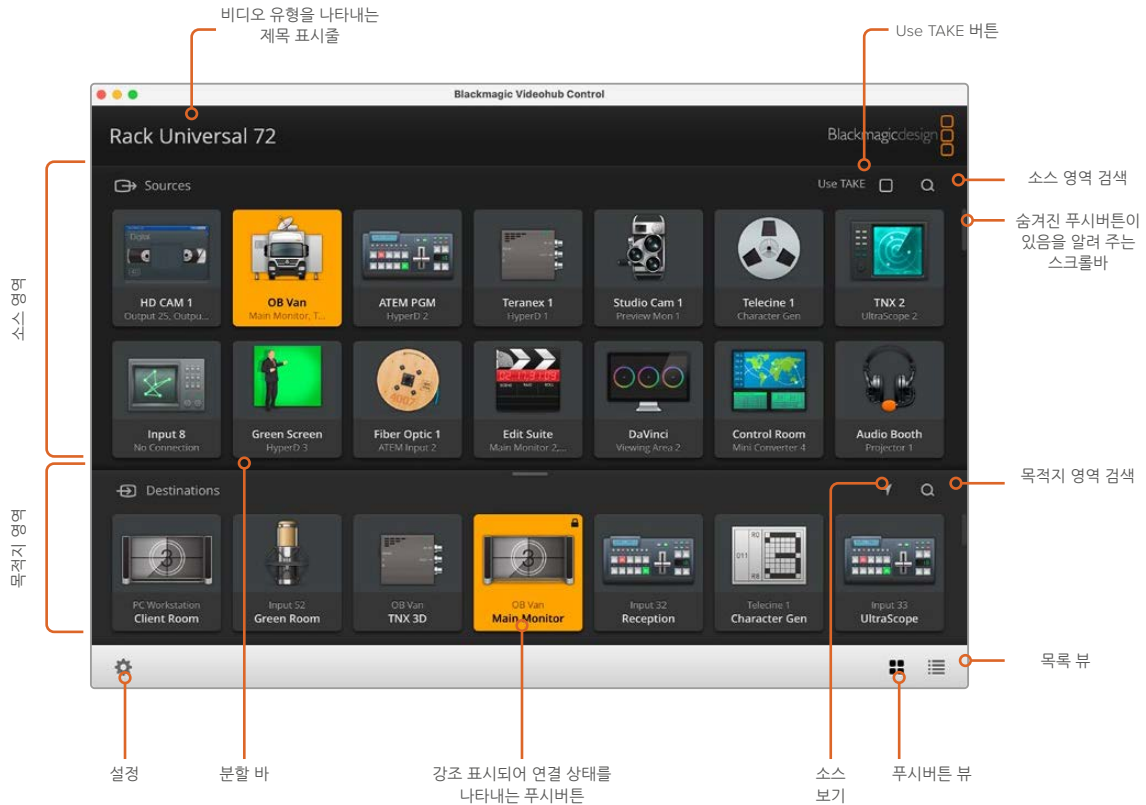 비디오 유형을 나타내는
제목 표시줄
Use TAKE 버튼
Blackmagic Videohub Control
Rack Universal 72
Blackmagicdesign
Sources
Use TAKE
소스 영역 검색
숨겨진 푸시버튼이
있음을 알려 주는
스크롤바
소스 영역
Digital
HD CAM 1
Output 25, Outpu...
OB Van
Main Monitor, T...
ATEM PGM
HyperD 2
Teranex 1
HyperD 1
Studio Cam 1
Preview Mon 1
Telecine 1
Character Gen
TNX 2
UltraScope 2
Input 8
No Connection
Green Screen
HyperD 3
4007
Fiber Optic 1
ATEM Input 2
Edit Suite
Main Monitor 2,...
DaVinci
Viewing Area 2
Control Room
Mini Converter 4
Audio Booth
Projector 1
목적지 영역
Destinations
목적지 영역 검색
3
PC Workstation
Client Room
Input 52
Green Room
OB Van
TNX 3D
3
OB Van
Main Monitor
Input 32
Reception
011
RQ
R8
Telecine 1
Character Gen
Input 33
UltraScope
목록 뷰
설정
분할 바
강조 표시되어 연결 상태를
나타내는 푸시버튼
소스
보기
푸시버튼 뷰